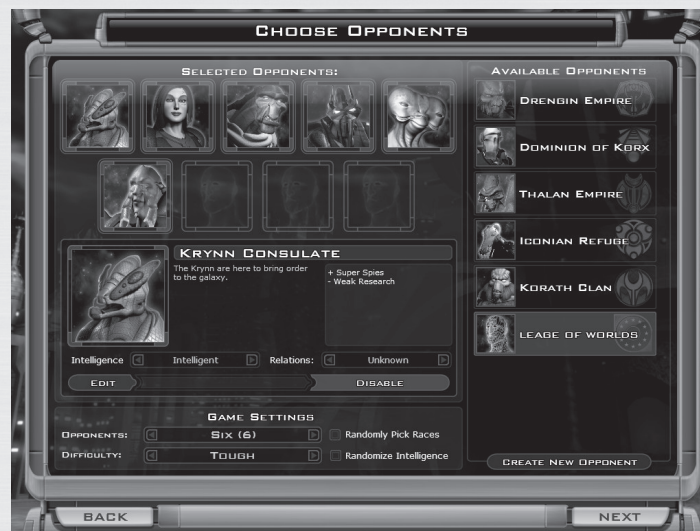 CHOOSE OPPONENTS
SELECTED OPPONENTS:
KRYNN CONSULATE
The Krynn are here to bring order
to the galaxy.
+ Super Spies
- Weak Research
Intelligence Intelligent Relations: Unknown
EDIT DISABLE
GAME SETTINGS
OPPONENTS: SIX (6) Randomly Pick Races
DIFFICULTY: TOUGH Randomize Intelligence
AVAILABLE OPPONENTS
DRENGIN EMPIRE
DOMINION OF KORX
THALAN EMPIRE
ICONIAN REFUGE
KORATH CLAN
LEAGE OF WORLDS
CREATE NEW OPPONENT
BACK NEXT